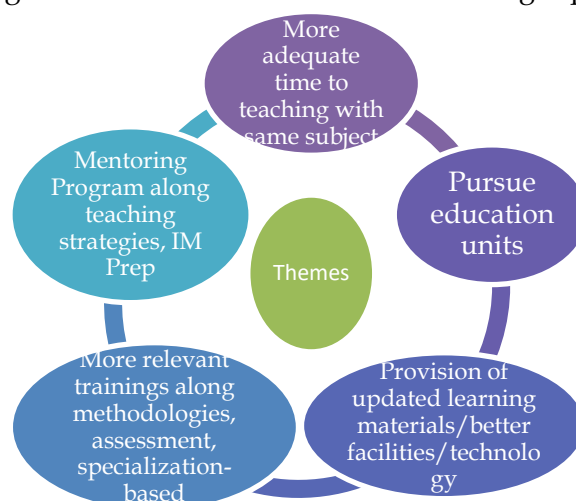 More
adequate
time to
teaching with
same subject
Pursue
education
units
Provision of
updated learning
materials/better
facilities/technolo
gy
More relevant
trainings along
methodologies,
assessment,
specialization-
based
Mentoring
Program along
teaching
strategies, IM
Prep
Themes